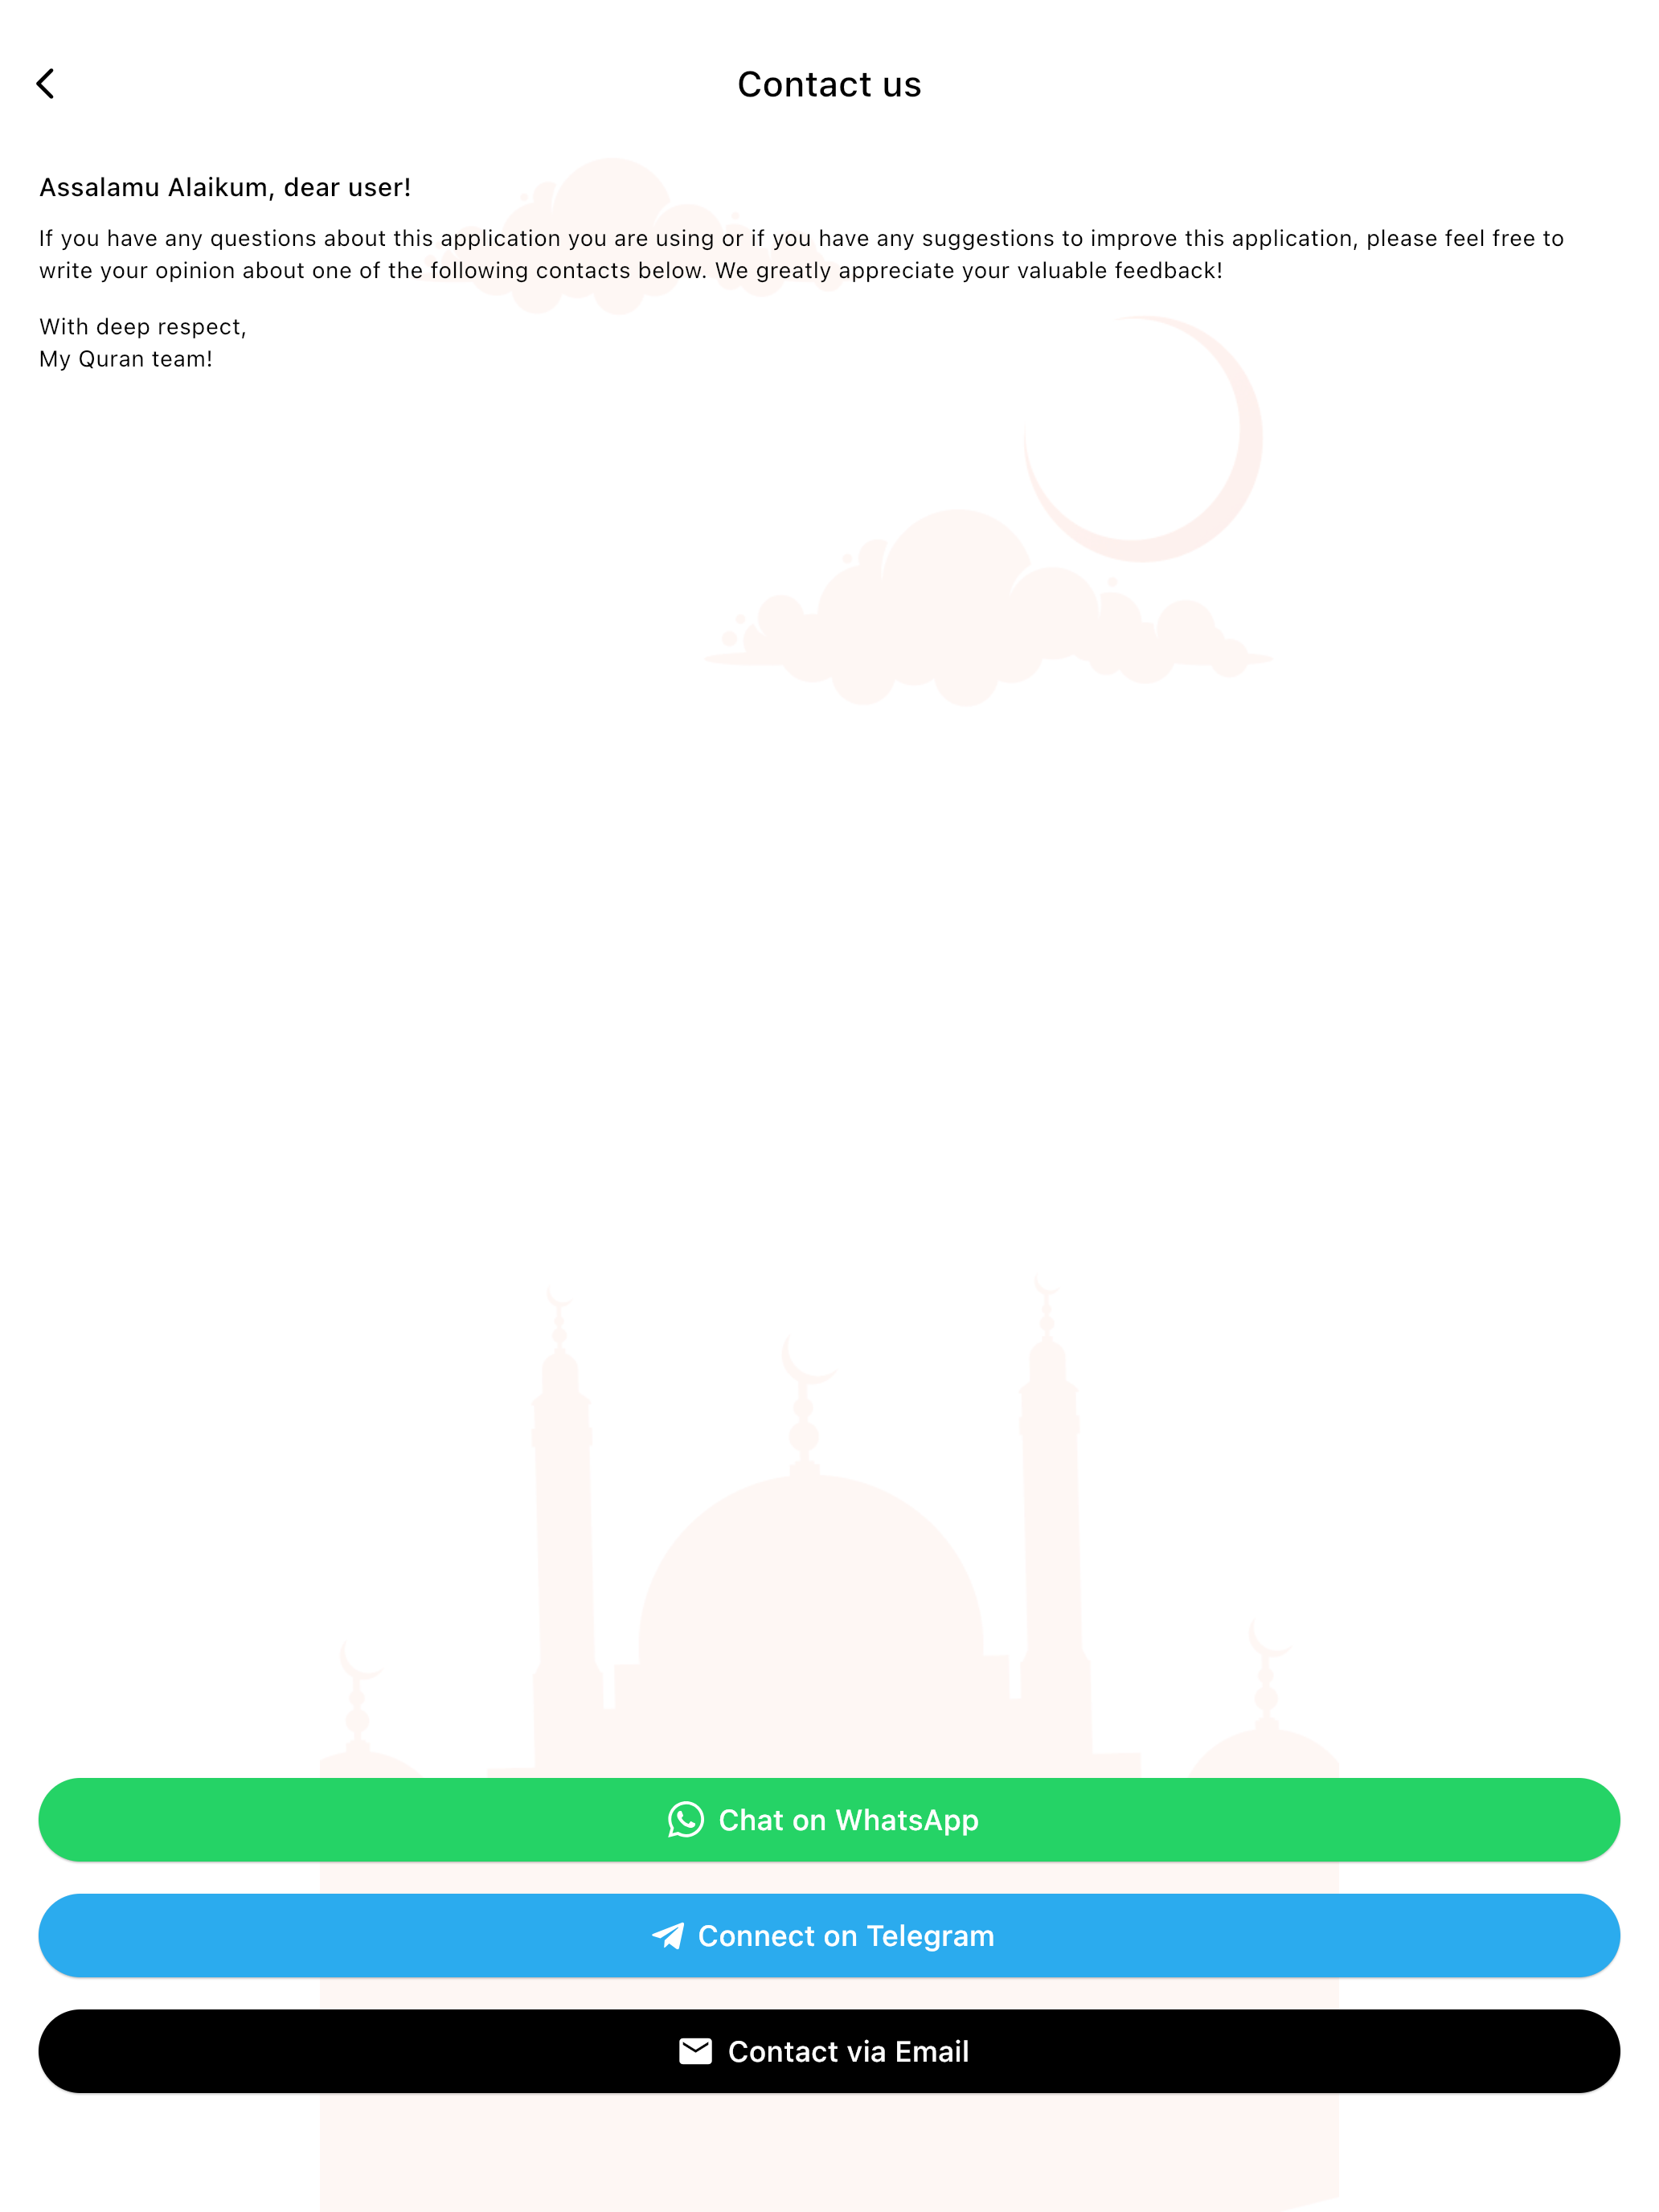 Contact us
Assalamu Alaikum, dear user!
If you have any questions about this application you are using or if you have any suggestions to improve this application, please feel free to
write your opinion about one of the following contacts below. We greatly appreciate your valuable feedback!
With deep respect,
My Quran team!
Chat on WhatsApp
Connect on Telegram
Contact via Email